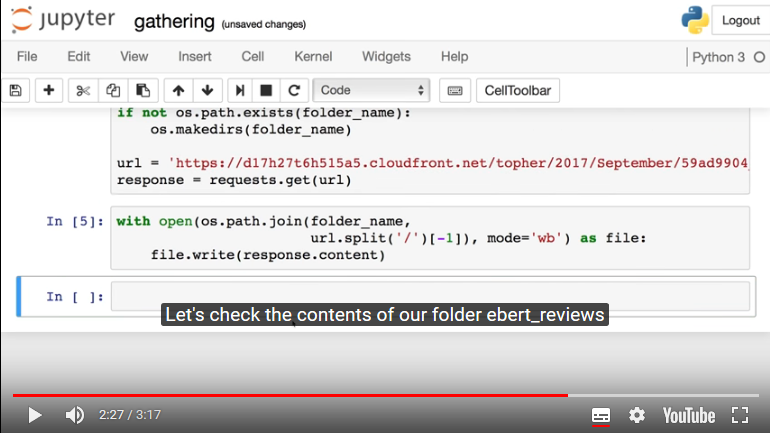 jupyter gathering (unsaved changes) Logout
File Edit View Insert Cell Kernel Widgets Help Python 3
Code CellToolbar
if not os.path.exists(folder_name):
os.makedirs(folder_name)
url = 'https://d17h27t6h515a5.cloudfront.net/topher/2017/September/59ad9904_
response = requests.get(url)
In [5]: with open(os.path.join(folder_name,
url.split('/')[-1]), mode='wb') as file:
file.write(response.content)
In [ ]:
Let's check the contents of our folder ebert_reviews
2:27 / 3:17 YouTube